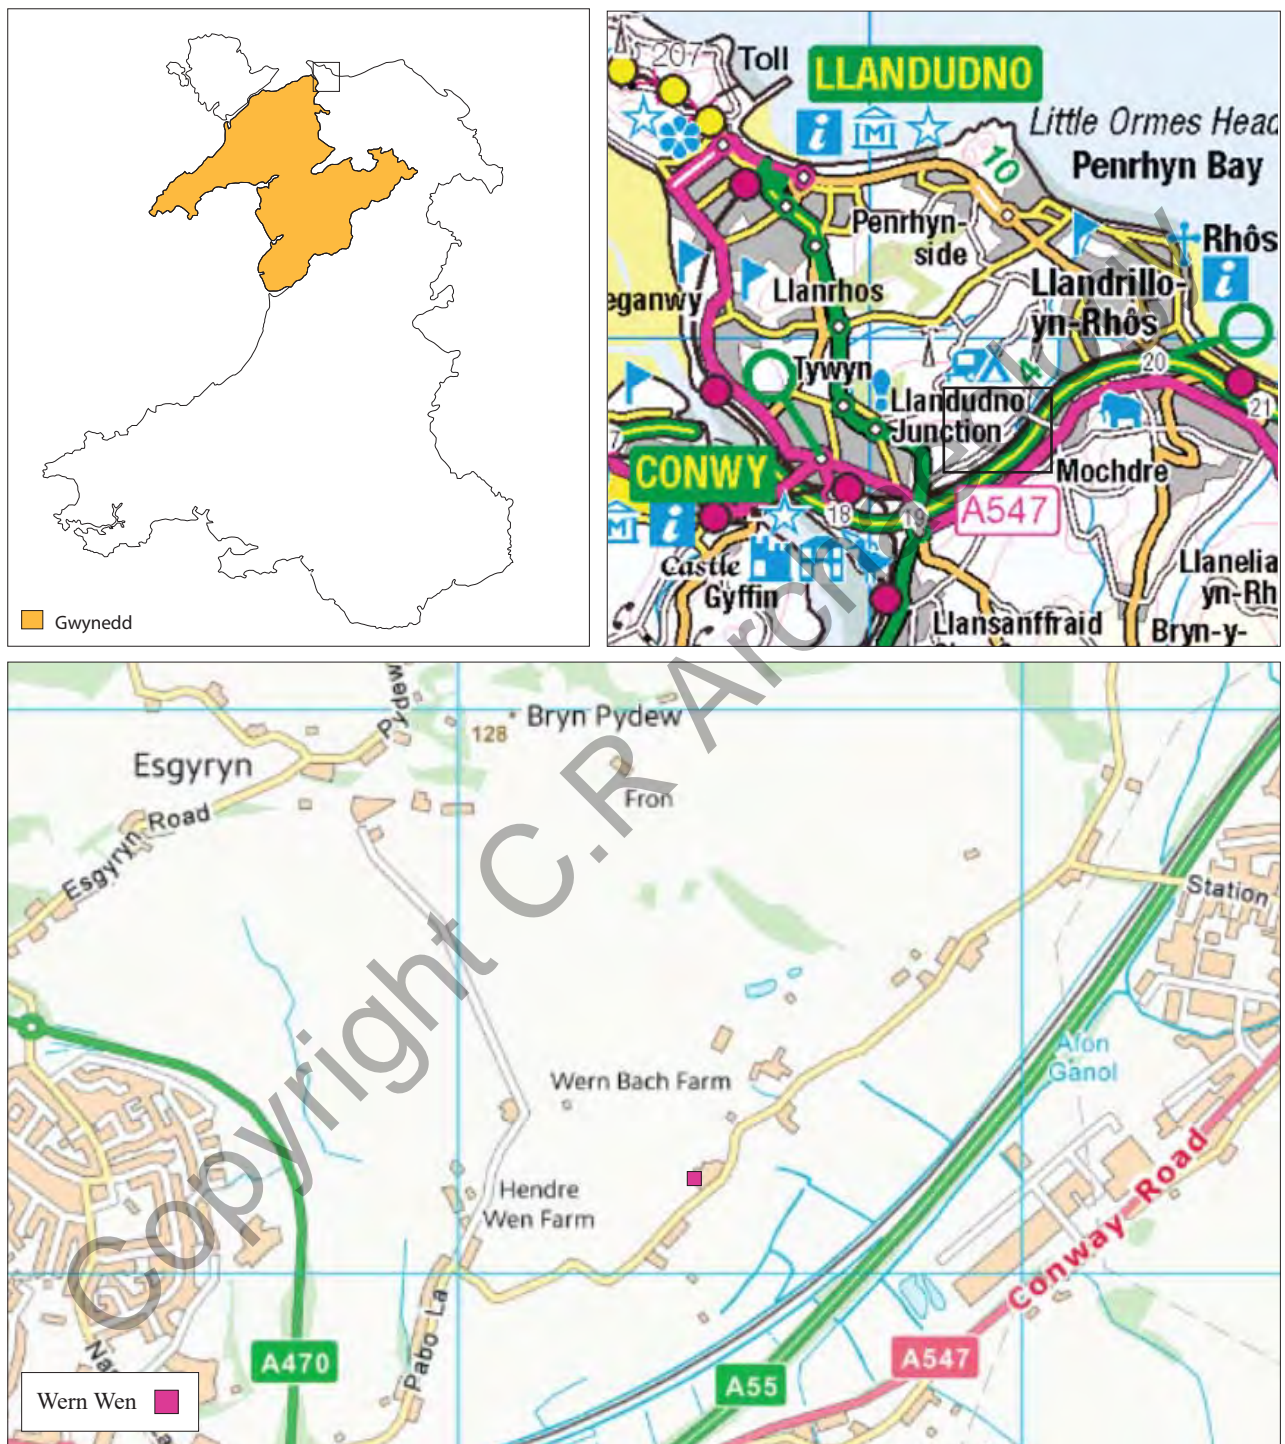 Gwynedd
207
Toll
LLANDUDNO
Little Ormes Head
Penrhyn Bay
10
Penrhyn-
side
Rhôs
eganwy
Llanrhos
Llandrillo-
yn-Rhôs
Tywyn
4
20
21
Llandudno
Junction
7
CONWY
Mochdre
18
19
A547
Castle
Gyffin
Llanelia
yn-Rh
Llansanffraid
Bryn-y-
Pydew
128
Bryn Pydew
Esgyryn
Fron
Esgyryn Road
Station
Afon
Ganol
Wern Bach Farm
Hendre
Wen Farm
Conway Road
Pabo La
A470
A547
A55
Wern Wen
Copyright C.R Archaeology